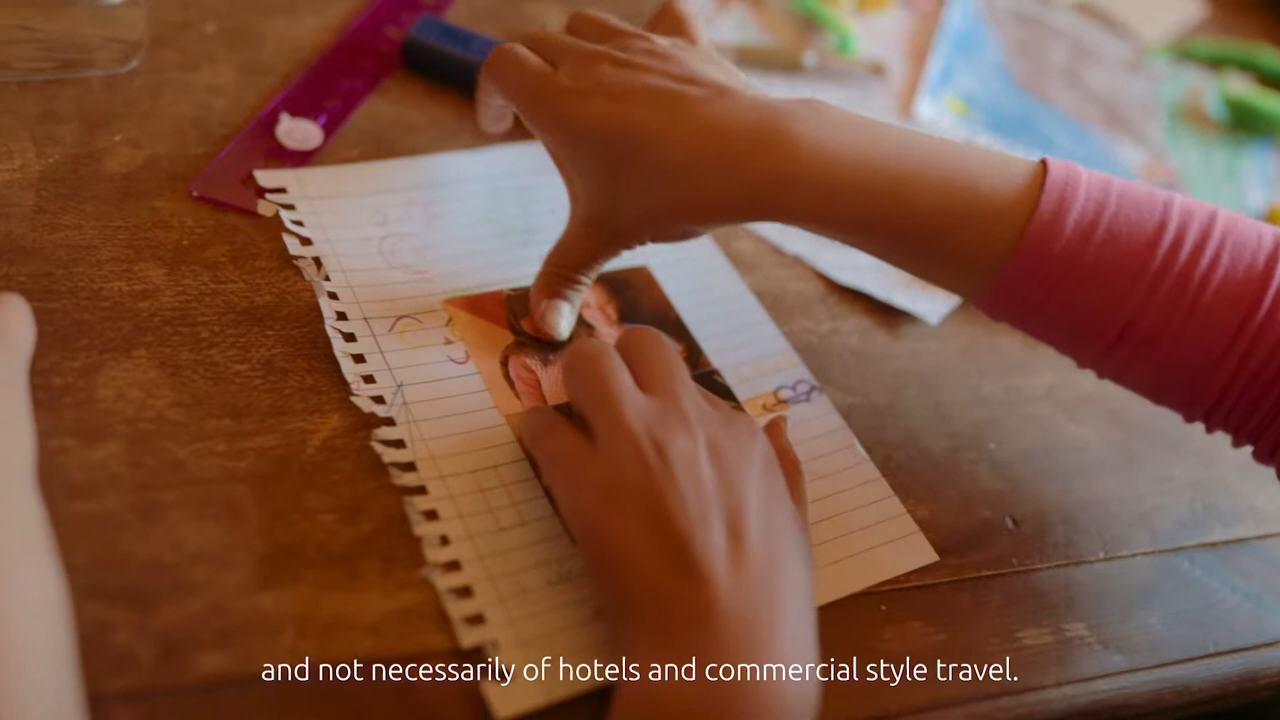 and not necessarily of hotels and commercial style travel.